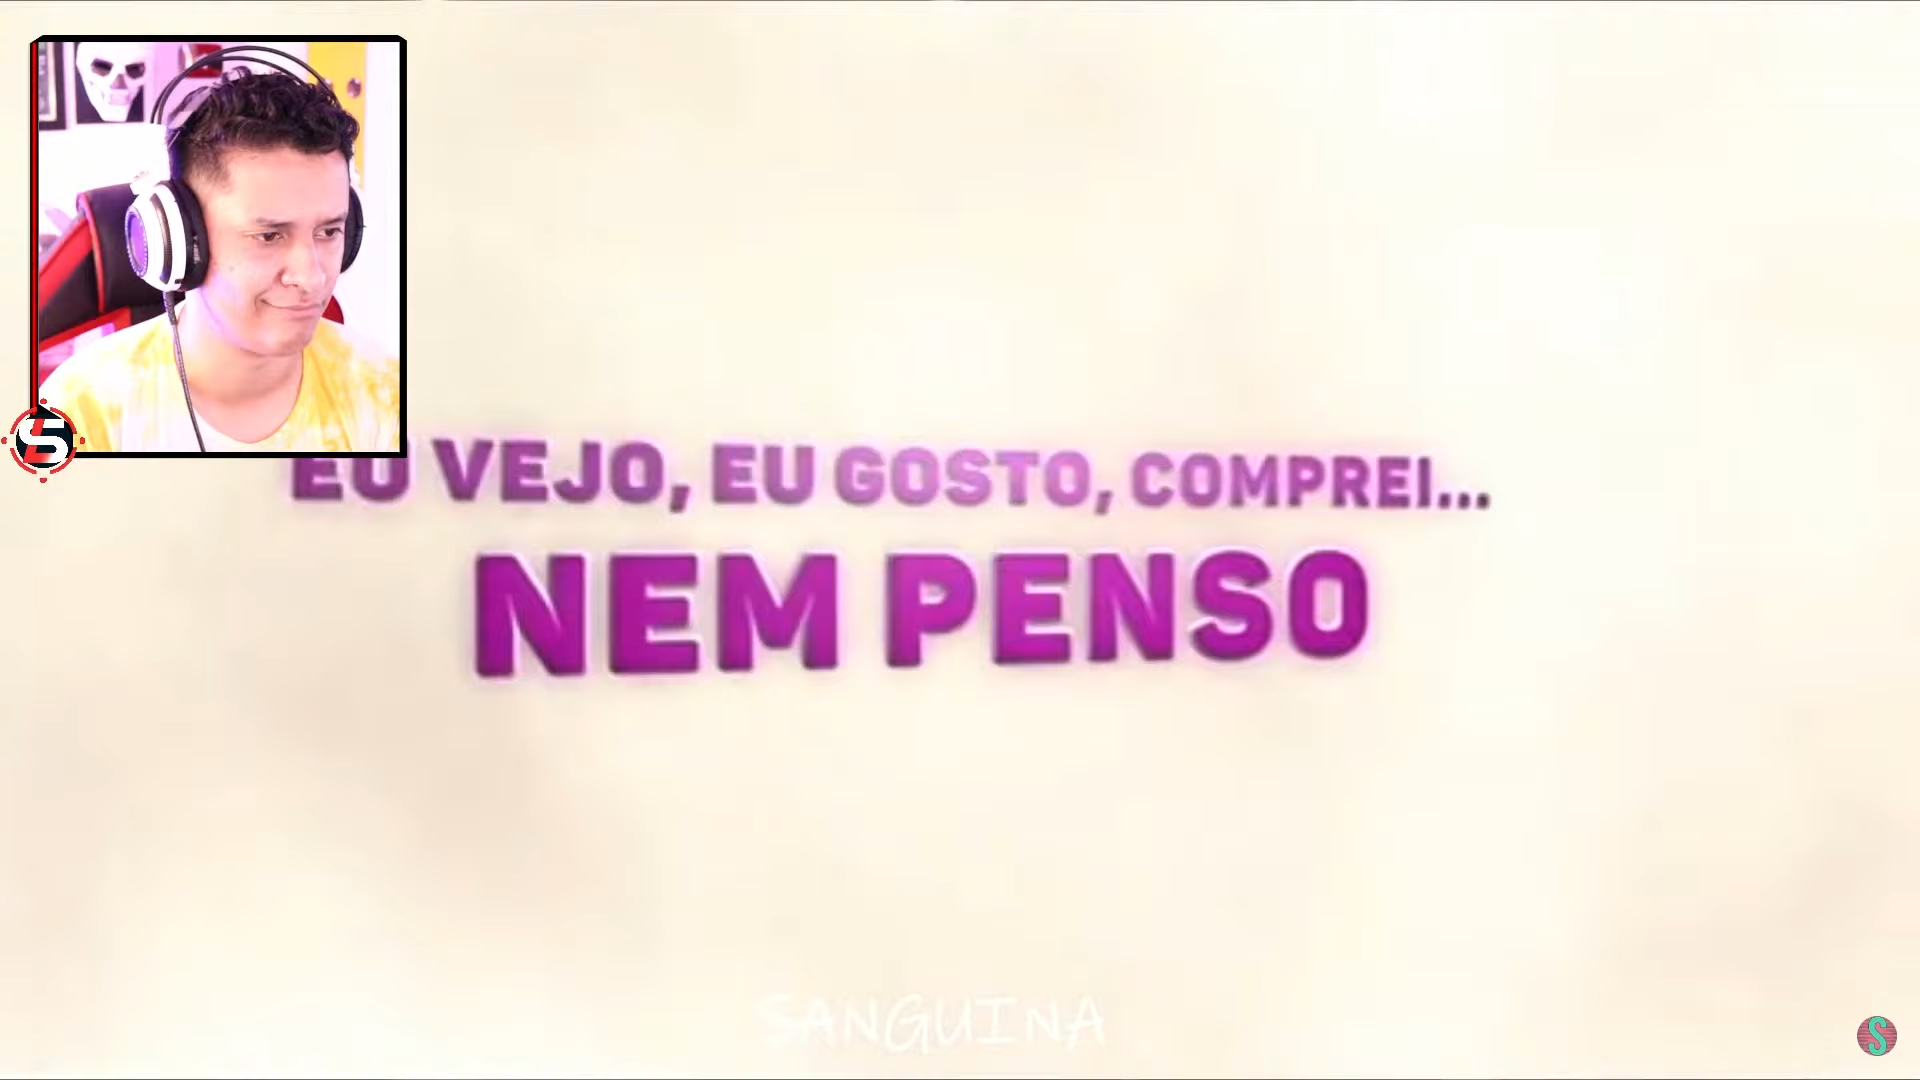 EU VEJO, EU GOSTO, COMPREI...
NEM PENSO
SANGUINA
S
S